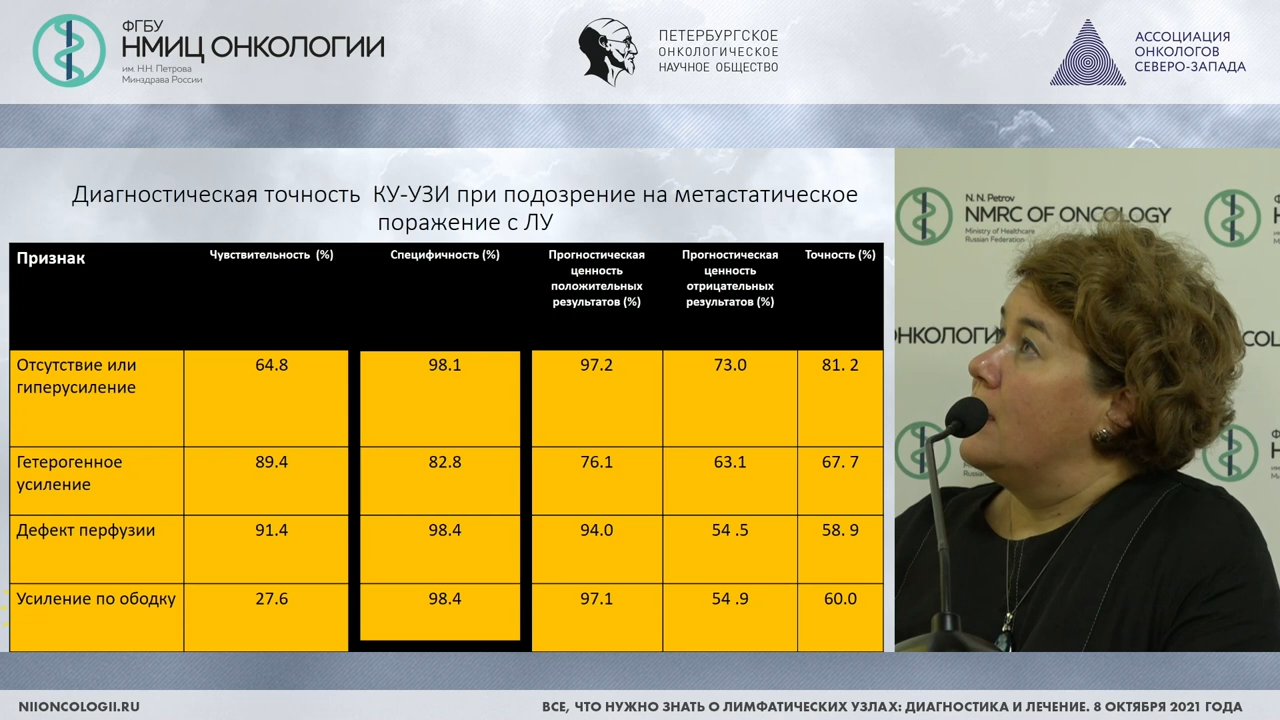 ФГБУ
НМИЦ ОНКОЛОГИИ
им. Н.Н. Петрова
Минздрава России
ПЕТЕРБУРГСКОЕ
ОНКОЛОГИЧЕСКОЕ
НАУЧНОЕ ОБЩЕСТВО
АССОЦИАЦИЯ
ОНКОЛОГОВ
СЕВЕРО-ЗАПАДА
Диагностическая точность КУ-УЗИ при подозрение на метастатическое
поражение с ЛУ
Признак
Чувствительность (%)
Специфичность (%)
Прогностическая
ценность
положительных
результатов (%)
Прогностическая
ценность
отрицательных
результатов (%)
Точность (%)
Отсутствие или
гиперусиление
64.8
98.1
97.2
73.0
81. 2
Гетерогенное
усиление
89.4
82.8
76.1
63.1
67. 7
Дефект перфузии
91.4
98.4
94.0
54 .5
58. 9
Усиление по ободку
27.6
98.4
97.1
54 .9
60.0
N. N. Petrov
NMRC OF ONCOLOGY
Ministry of Healthcare
Russian Federation
NIIONCOLOGII.RU
ВСЕ, ЧТО НУЖНО ЗНАТЬ О ЛИМФАТИЧЕСКИХ УЗЛАХ: ДИАГНОСТИКА И ЛЕЧЕНИЕ. 8 ОКТЯБРЯ 2021 ГОДА